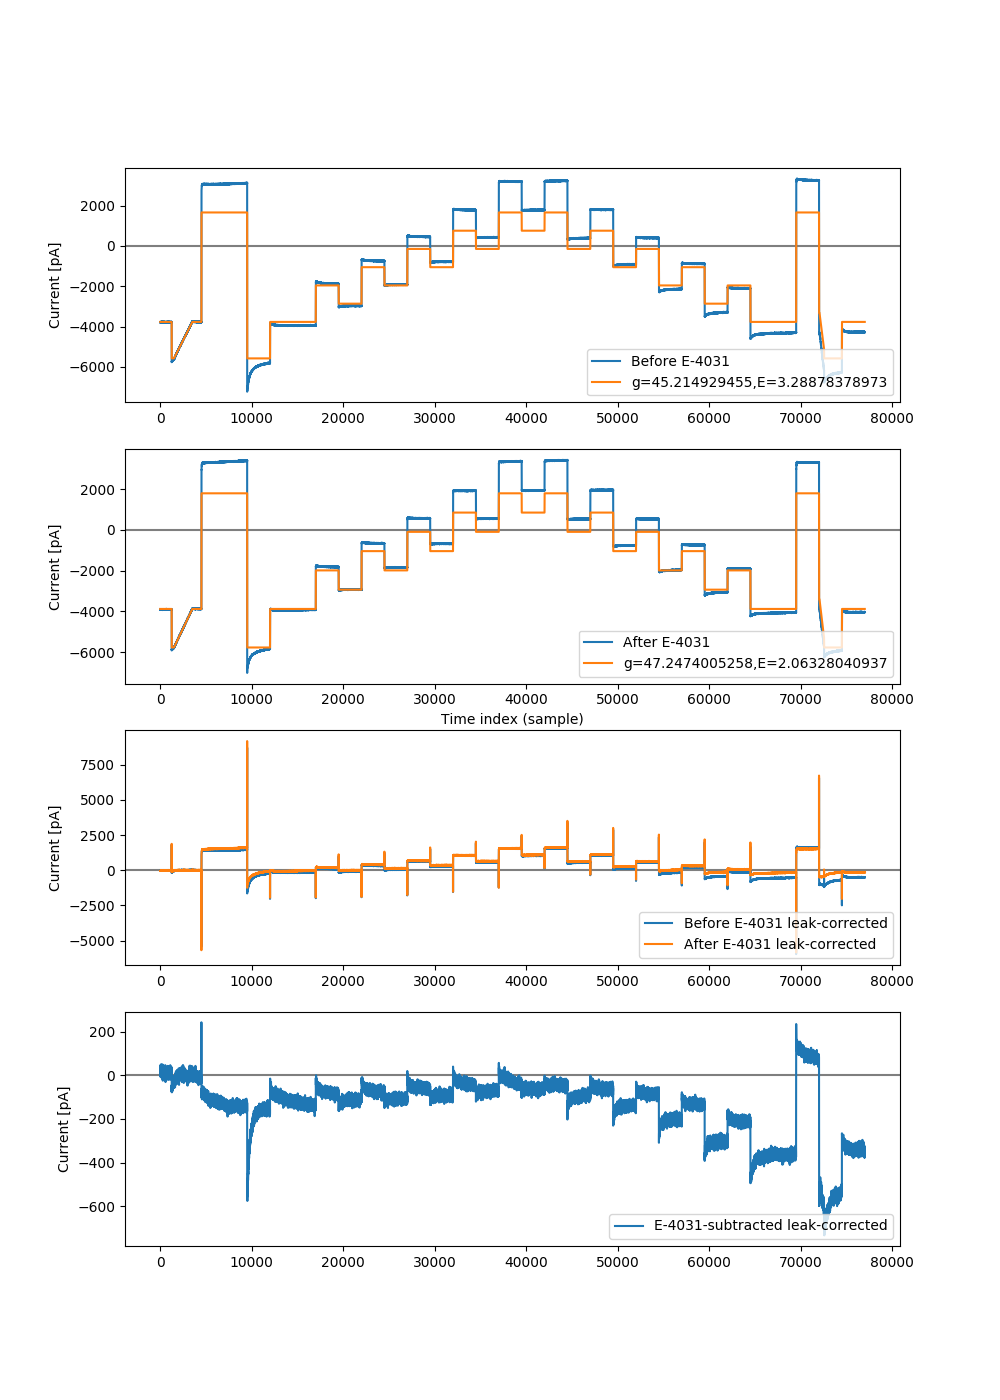 2000
0
−2000
−4000
−6000
Current [pA]
Before E-4031
g=45.214929455,E=3.28878378973
0 10000 20000 30000 40000 50000 60000 70000 80000
2000
0
−2000
−4000
−6000
Current [pA]
After E-4031
g=47.2474005258,E=2.06328040937
0 10000 20000 30000 40000 50000 60000 70000 80000
Time index (sample)
7500
5000
2500
0
−2500
−5000
Current [pA]
Before E-4031 leak-corrected
After E-4031 leak-corrected
0 10000 20000 30000 40000 50000 60000 70000 80000
200
0
−200
−400
−600
Current [pA]
E-4031-subtracted leak-corrected
0 10000 20000 30000 40000 50000 60000 70000 80000